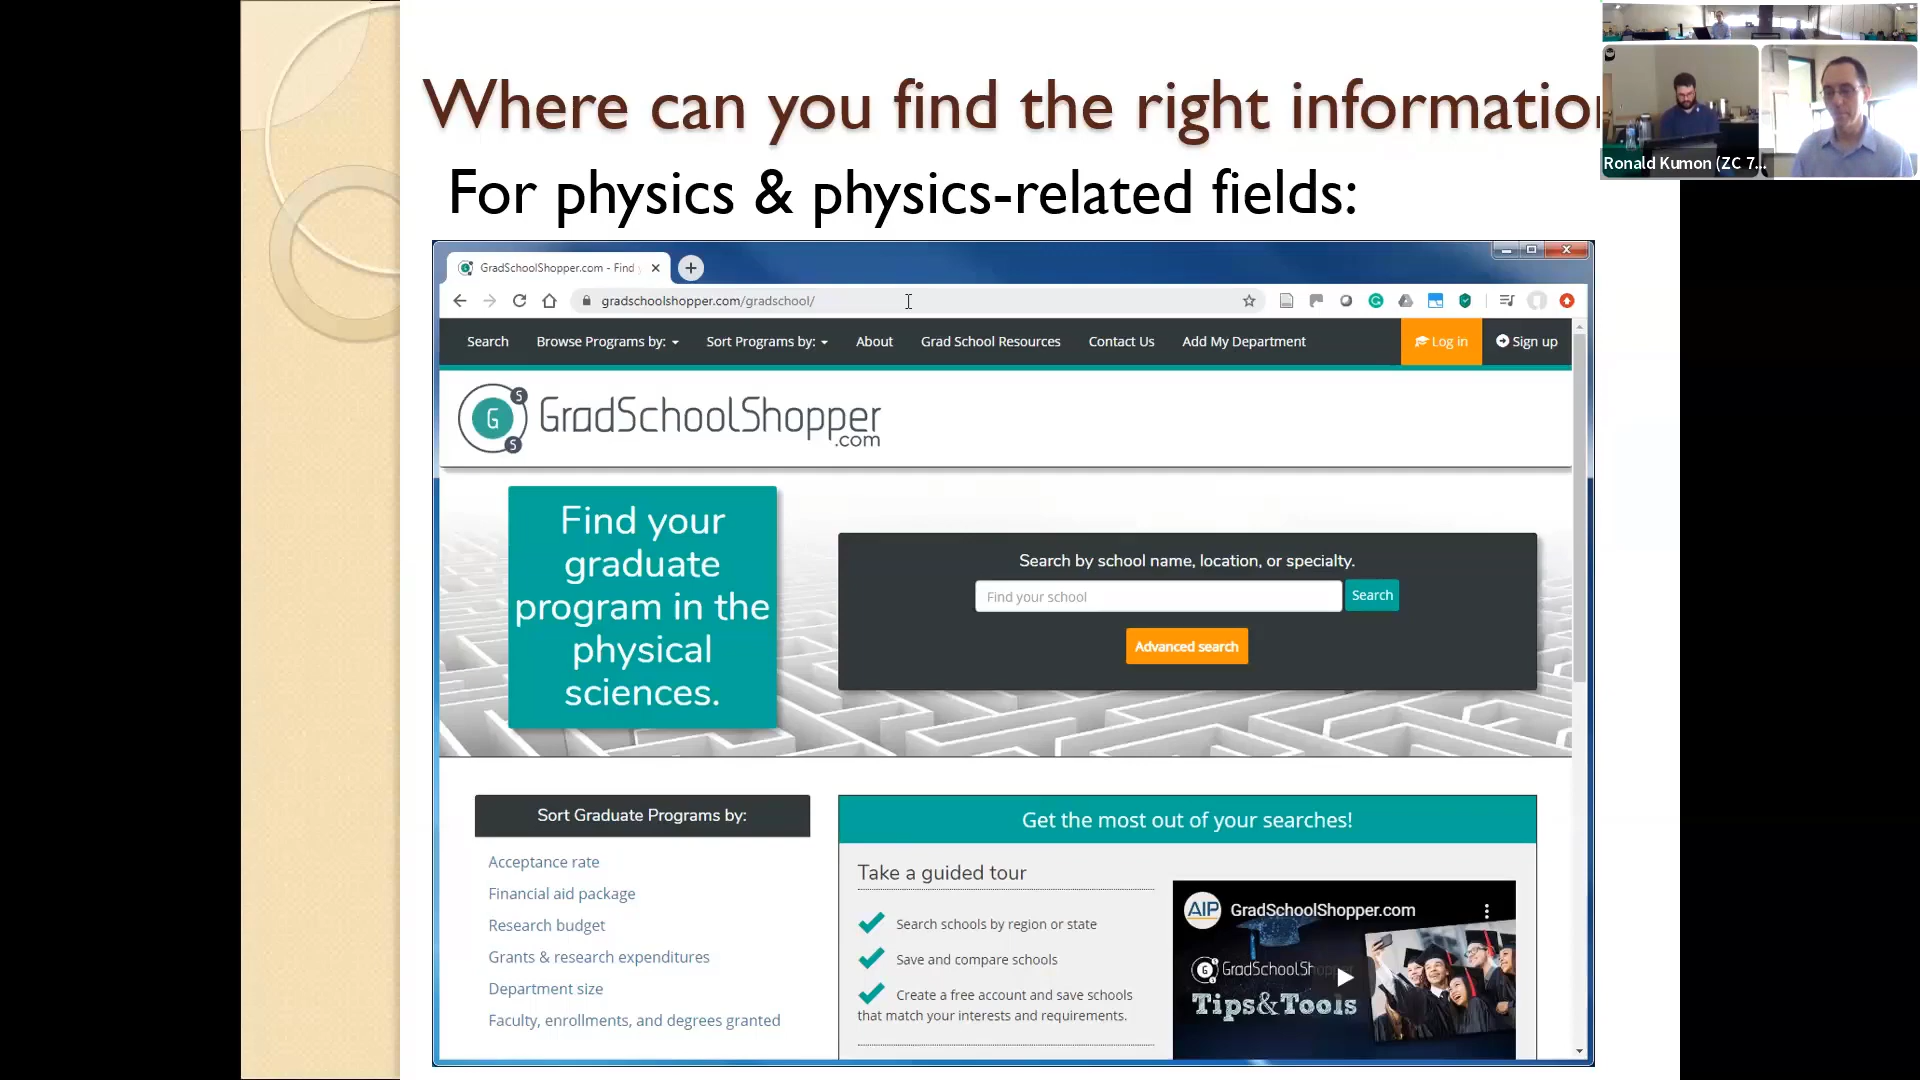 Where can you find the right informatio
Ronald Kumon (ZC 7...
For physics & physics-related fields:
GradSchoolShopper.com - Find
gradschoolshopper.com/gradschool/
Search Browse Programs by: Sort Programs by: About Grad School Resources Contact Us Add My Department Log in Sign up
G S S GradSchoolShopper
.com
Find your
graduate
program in the
physical
sciences.
Search by school name, location, or specialty.
Find your school Search
Advanced search
Sort Graduate Programs by:
Acceptance rate
Financial aid package
Research budget
Grants & research expenditures
Department size
Faculty, enrollments, and degrees granted
Get the most out of your searches!
Take a guided tour
Search schools by region or state
Save and compare schools
Create a free account and save schools
that match your interests and requirements.
AIP GradSchoolShopper.com
GradSchoolSh
Tips&Tools